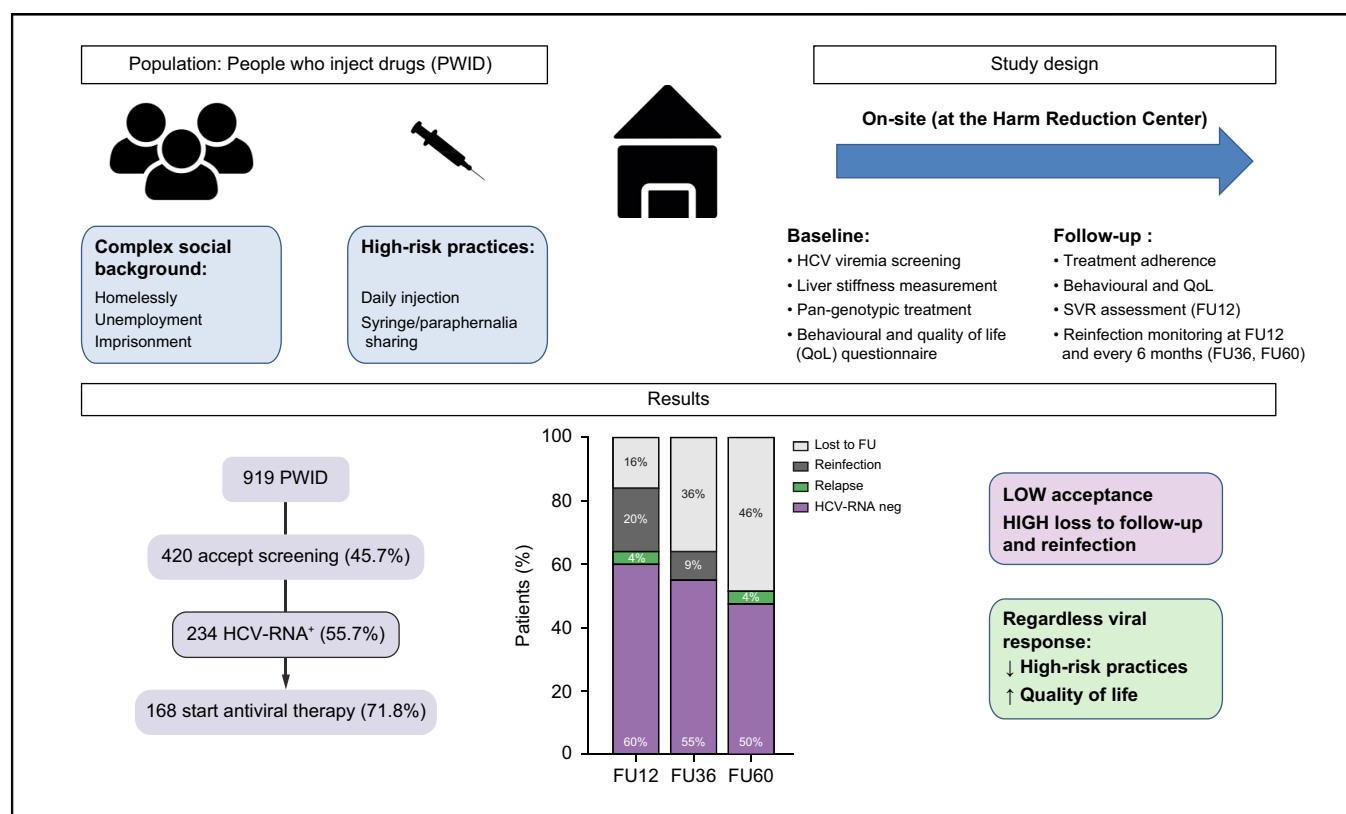 Population: People who inject drugs (PWID)
Complex social
background:
Homelessly
Unemployment
Imprisonment
High-risk practices:
Daily injection
Syringe/paraphernalia
sharing
Study design
On-site (at the Harm Reduction Center)
Baseline:
• HCV viremia screening
• Liver stiffness measurement
• Pan-genotypic treatment
• Behavioural and quality of life
(QoL) questionnaire
Follow-up :
• Treatment adherence
• Behavioural and QoL
• SVR assessment (FU12)
• Reinfection monitoring at FU12
and every 6 months (FU36, FU60)
Results
919 PWID
420 accept screening (45.7%)
234 HCV-RNA⁺ (55.7%)
168 start antiviral therapy (71.8%)
Patients (%)
100
80
60
40
20
0
16%
20%
4%
60%
36%
9%
55%
46%
4%
50%
FU12 FU36 FU60
Lost to FU
Reinfection
Relapse
HCV-RNA neg
LOW acceptance
HIGH loss to follow-up
and reinfection
Regardless viral
response:
↓ High-risk practices
↑ Quality of life